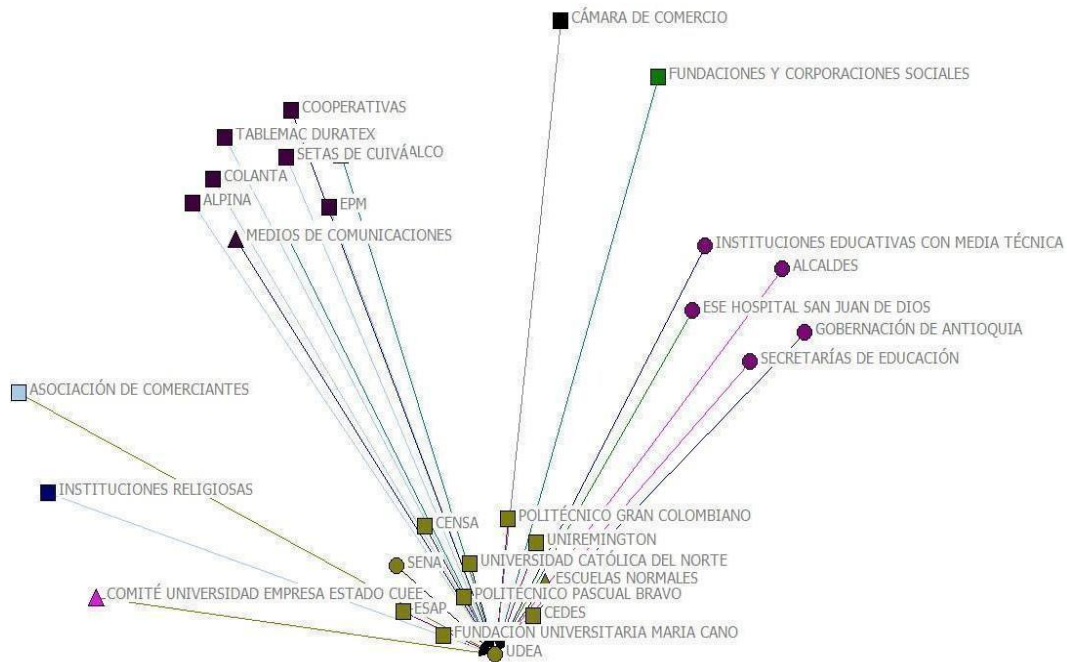 CÁMARA DE COMERCIO
FUNDACIONES Y CORPORACIONES SOCIALES
COOPERATIVAS
TABLEMAC DURATEX
SETAS DE CUIVÁ
ALCO
COLANTA
ALPINA
EPM
MEDIOS DE COMUNICACIONES
INSTITUCIONES EDUCATIVAS CON MEDIA TÉCNICA
ALCALDES
ESE HOSPITAL SAN JUAN DE DIOS
GOBERNACIÓN DE ANTIOQUIA
SECRETARÍAS DE EDUCACIÓN
ASOCIACIÓN DE COMERCIANTES
INSTITUCIONES RELIGIOSAS
POLITÉCNICO GRAN COLOMBIANO
CENSA
UNIREMINGTON
UNIVERSIDAD CATÓLICA DEL NORTE
SENA
ESCUELAS NORMALES
COMITÉ UNIVERSIDAD EMPRESA ESTADO CUEE
POLITÉCNICO PASCUAL BRAVO
ESAP
CEDES
FUNDACIÓN UNIVERSITARIA MARIA CANO
UDEA